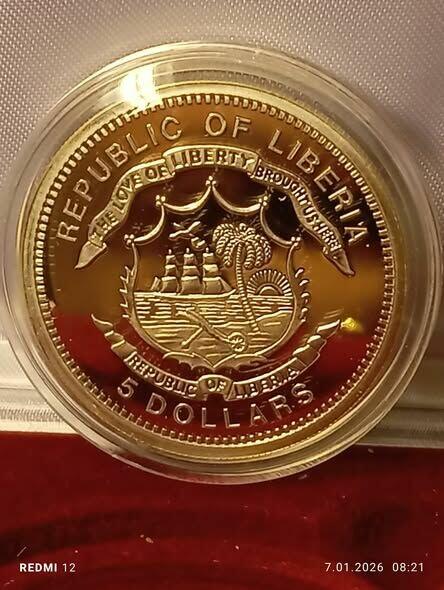 REPUBLIC OF LIBERIA
THE LOVE OF LIBERTY BROUGHT US HERE
REPUBLIC OF LIBERIA
5 DOLLARS
REDMI 12
7.01.2026 08:21